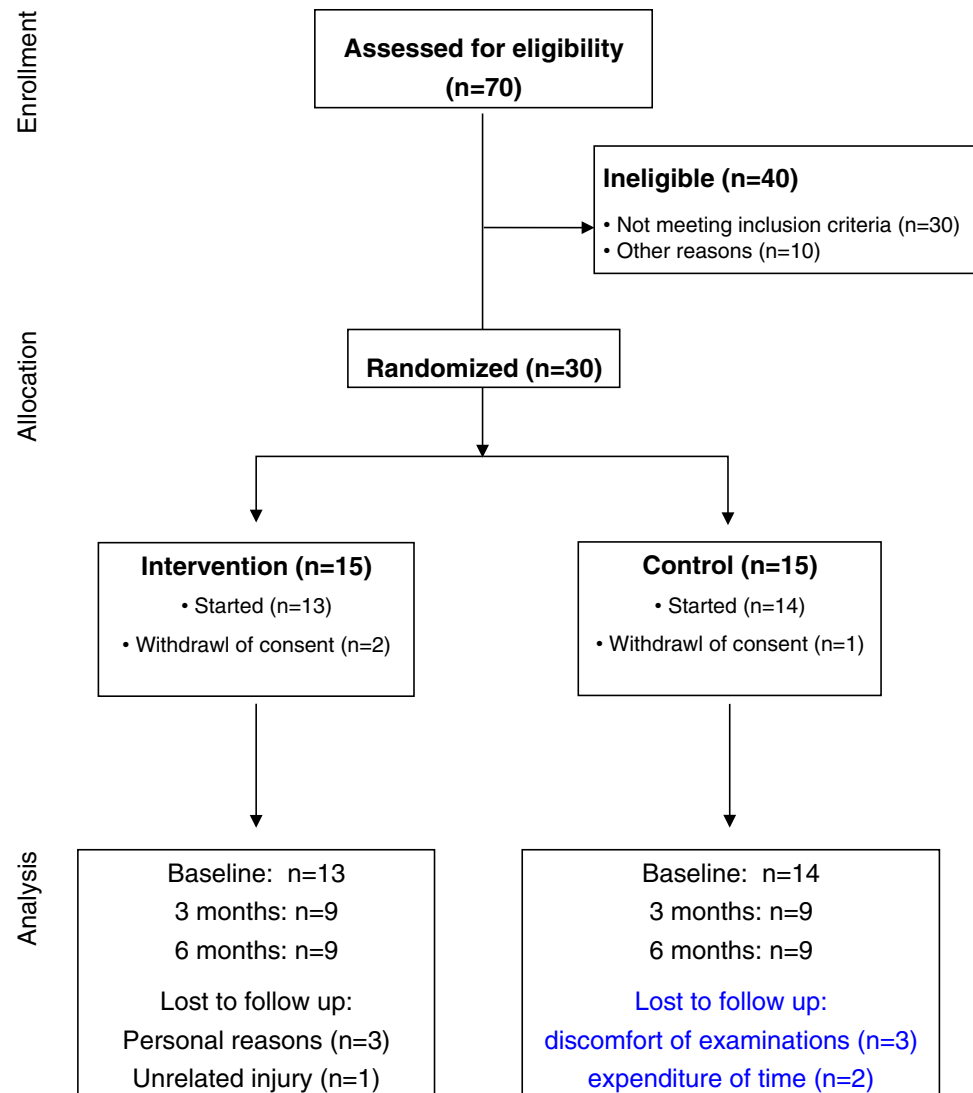 Enrollment
Assessed for eligibility
(n=70)
Ineligible (n=40)
• Not meeting inclusion criteria (n=30)
• Other reasons (n=10)
Allocation
Randomized (n=30)
Intervention (n=15)
• Started (n=13)
• Withdrawl of consent (n=2)
Control (n=15)
• Started (n=14)
• Withdrawl of consent (n=1)
Analysis
Baseline: n=13
3 months: n=9
6 months: n=9
Lost to follow up:
Personal reasons (n=3)
Unrelated injury (n=1)
Baseline: n=14
3 months: n=9
6 months: n=9
Lost to follow up:
discomfort of examinations (n=3)
expenditure of time (n=2)